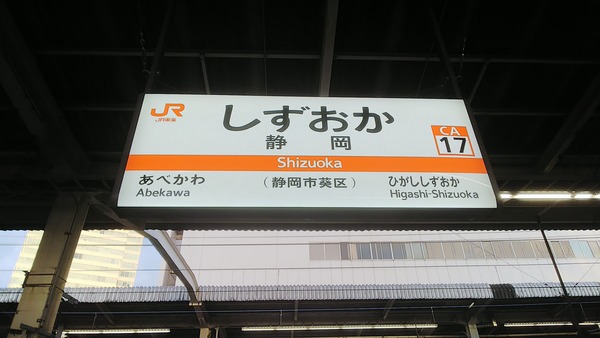 JR
JR東海
しずおか
静岡
Shizuoka
CA
17
あべかわ
Abekawa
(静岡市葵区)
ひがししずおか
Higashi-Shizuoka